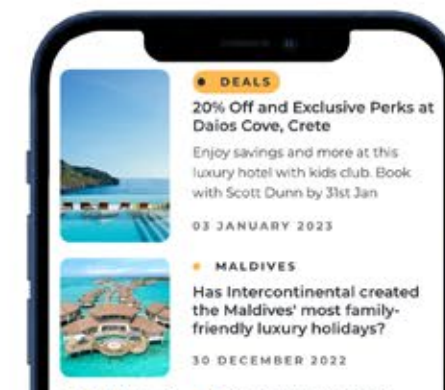 DEALS
20% Off and Exclusive Perks at
Daios Cove, Crete
Enjoy savings and more at this
luxury hotel with kids club. Book
with Scott Dunn by 31st Jan
03 JANUARY 2023
MALDIVES
Has Intercontinental created
the Maldives' most family-
friendly luxury holidays?
30 DECEMBER 2022